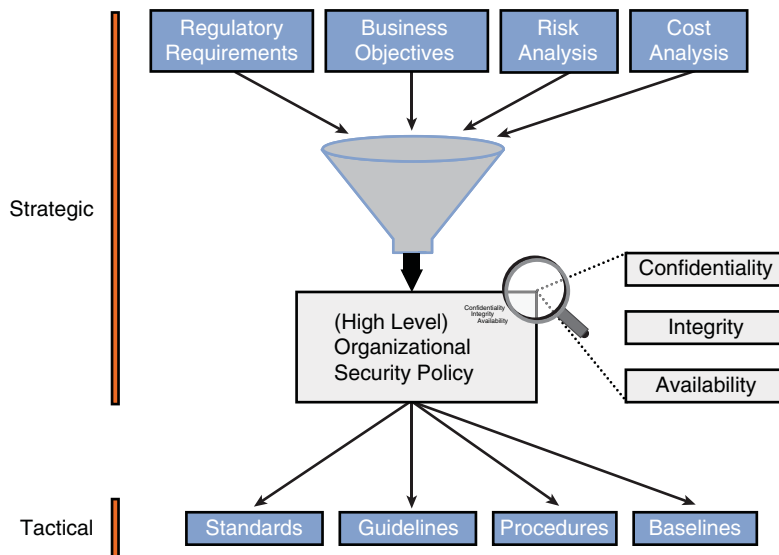 Regulatory
Requirements
Business
Objectives
Risk
Analysis
Cost
Analysis
Strategic
(High Level)
Organizational
Security Policy
Confidentiality
Integrity
Availability
Confidentiality
Integrity
Availability
Tactical
Standards
Guidelines
Procedures
Baselines